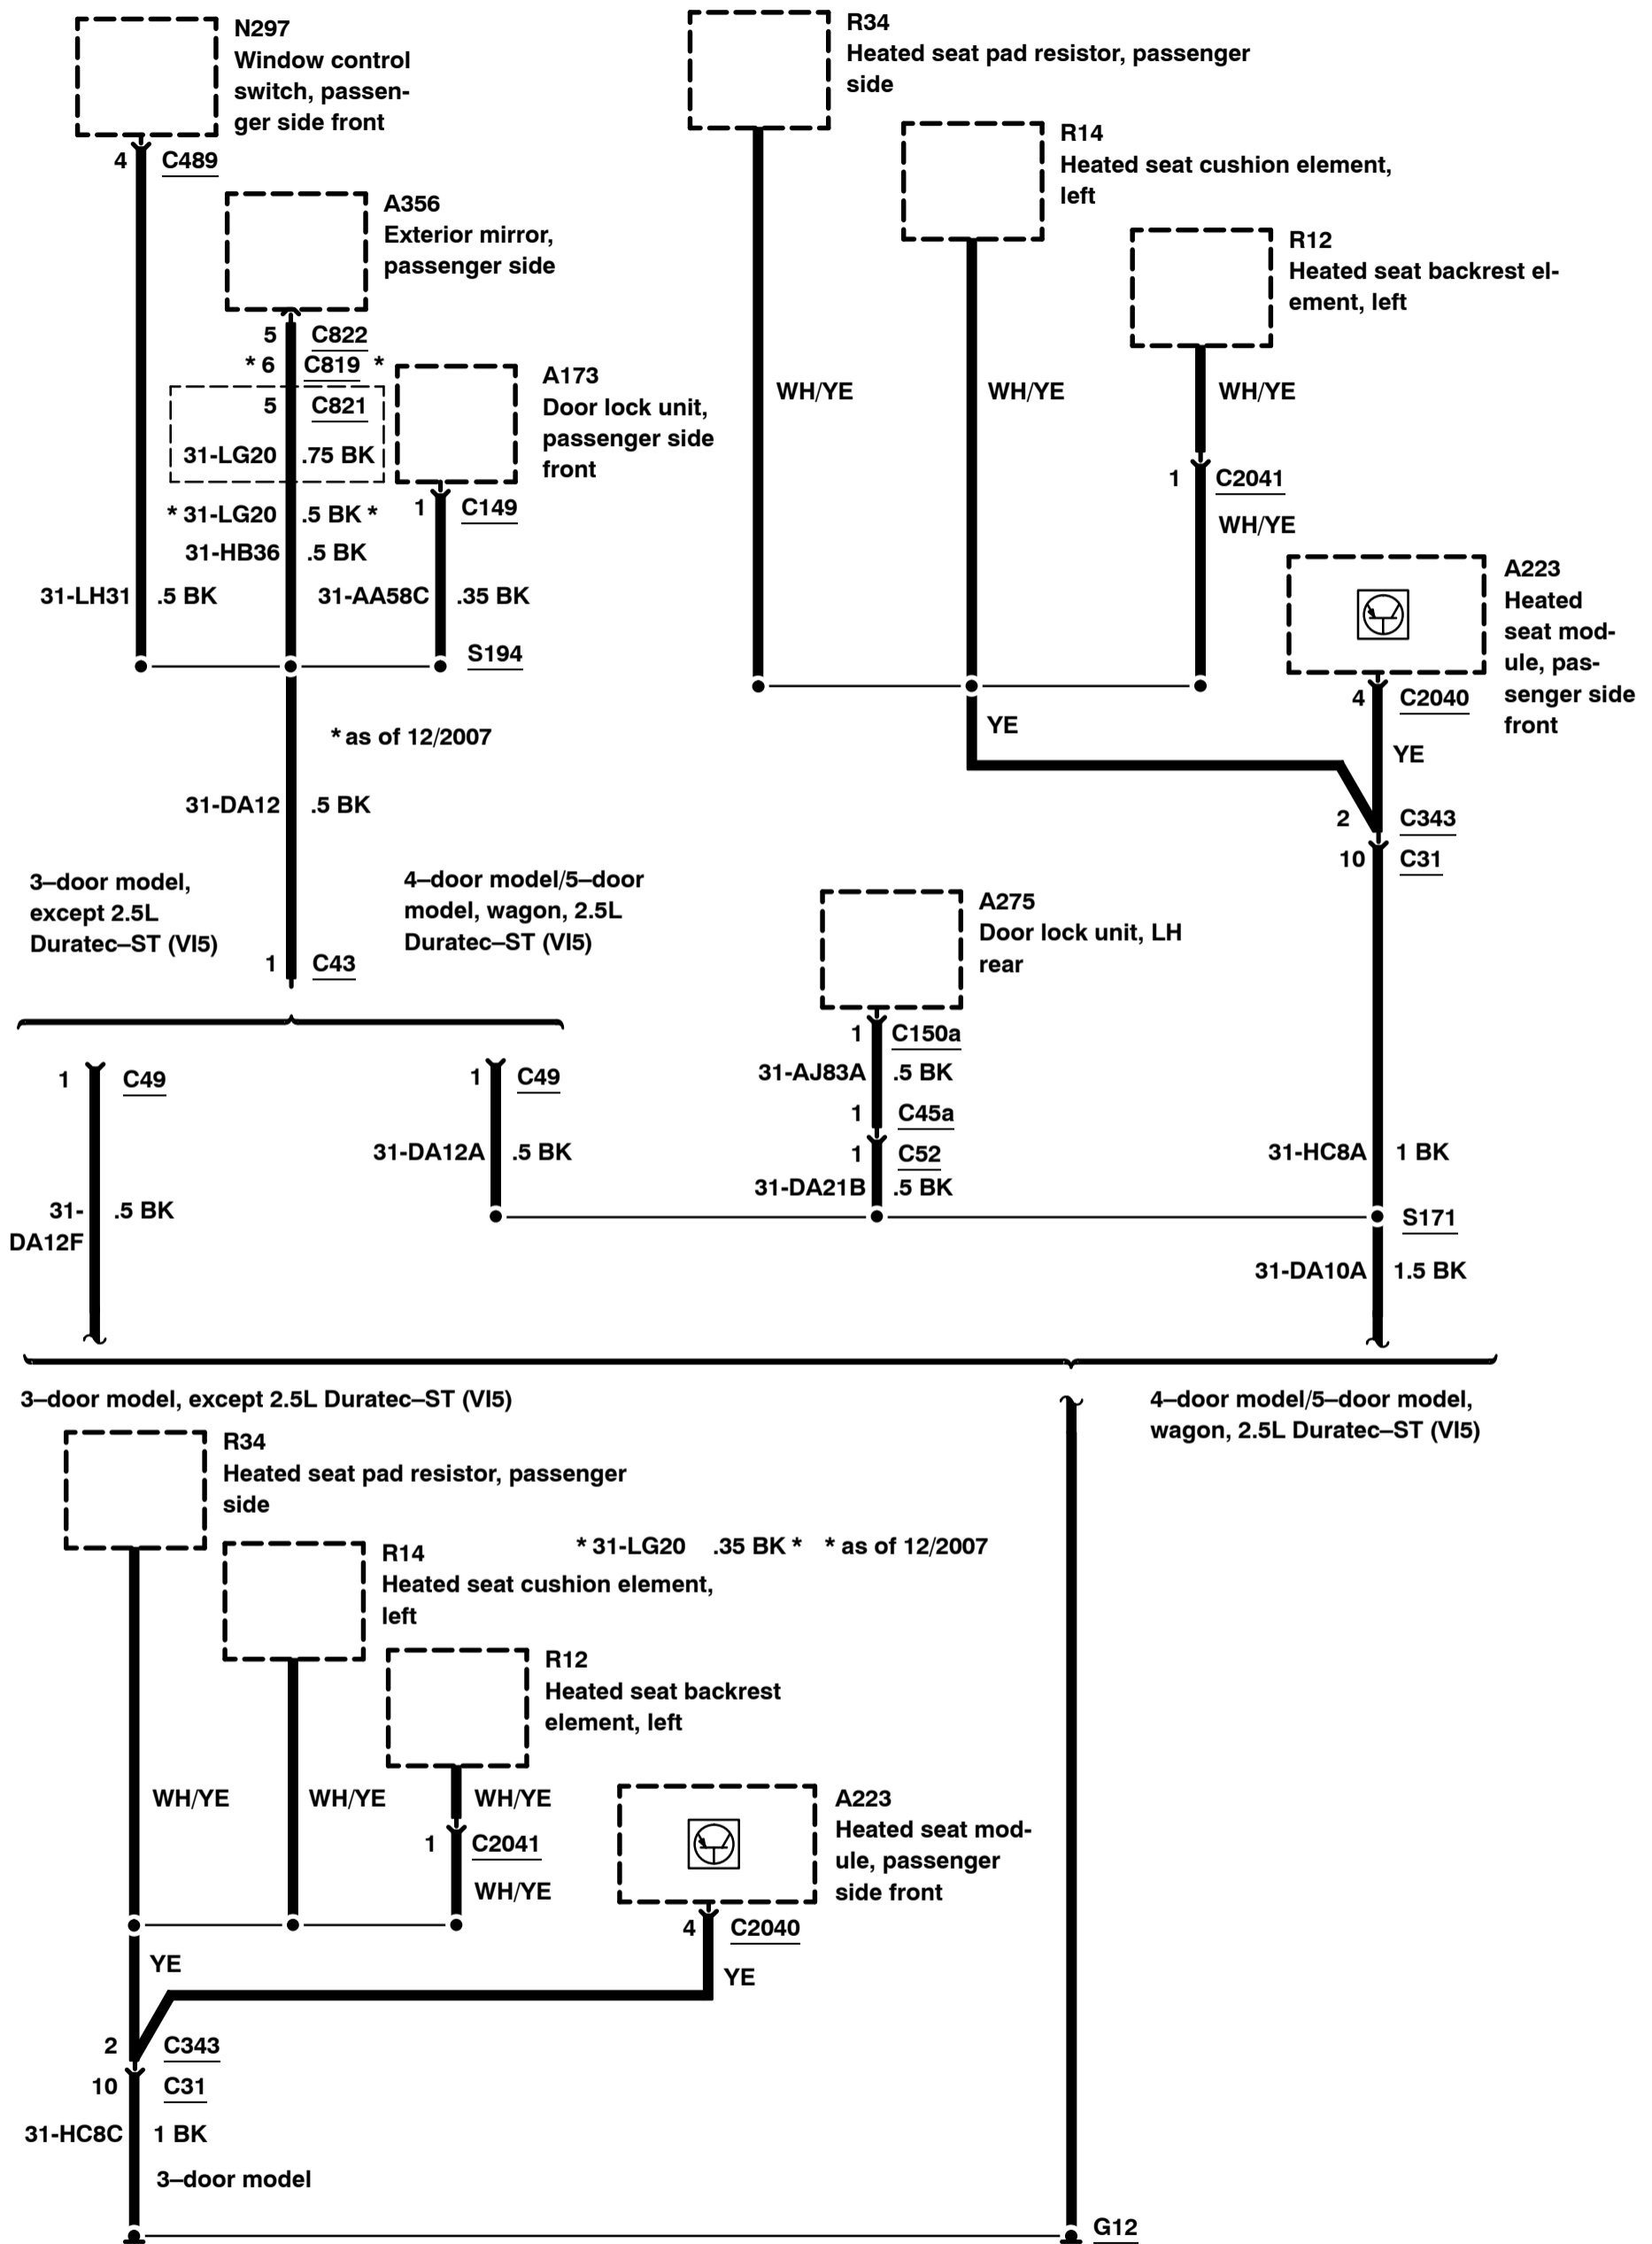 N297
Window control
switch, passen-
ger side front
4 C489
A356
Exterior mirror,
passenger side
5 C822
* 6 C819 *
5 C821
31-LG20 .75 BK
* 31-LG20 .5 BK *
31-HB36 .5 BK
A173
Door lock unit,
passenger side
front
1 C149
31-LH31 .5 BK
31-AA58C .35 BK
S194
* as of 12/2007
31-DA12 .5 BK
3–door model,
except 2.5L
Duratec–ST (VI5)
4–door model/5–door
model, wagon, 2.5L
Duratec–ST (VI5)
1 C43
1 C49
31-
DA12F
.5 BK
1 C49
31-DA12A .5 BK
R34
Heated seat pad resistor, passenger
side
R14
Heated seat cushion element,
left
R12
Heated seat backrest el-
ement, left
WH/YE
WH/YE
WH/YE
1 C2041
WH/YE
A223
Heated
seat mod-
ule, pas-
senger side
front
4 C2040
YE
YE
2 C343
10 C31
A275
Door lock unit, LH
rear
1 C150a
31-AJ83A .5 BK
1 C45a
1 C52
31-DA21B .5 BK
31-HC8A 1 BK
S171
31-DA10A 1.5 BK
3–door model, except 2.5L Duratec–ST (VI5)
4–door model/5–door model,
wagon, 2.5L Duratec–ST (VI5)
R34
Heated seat pad resistor, passenger
side
* 31-LG20 .35 BK * * as of 12/2007
R14
Heated seat cushion element,
left
R12
Heated seat backrest
element, left
WH/YE
WH/YE
WH/YE
1 C2041
WH/YE
A223
Heated seat mod-
ule, passenger
side front
4 C2040
YE
YE
2 C343
10 C31
31-HC8C 1 BK
3–door model
G12